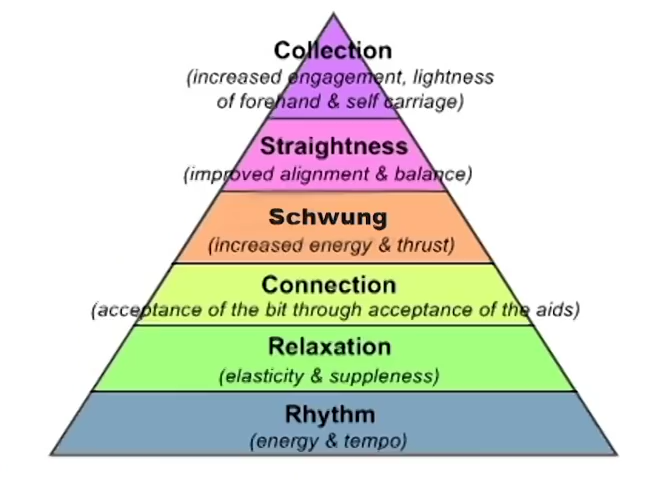 Collection
(increased engagement, lightness
of forehand & self carriage)
Straightness
(improved alignment & balance)
Schwung
(increased energy & thrust)
Connection
(acceptance of the bit through acceptance of the aids)
Relaxation
(elasticity & suppleness)
Rhythm
(energy & tempo)